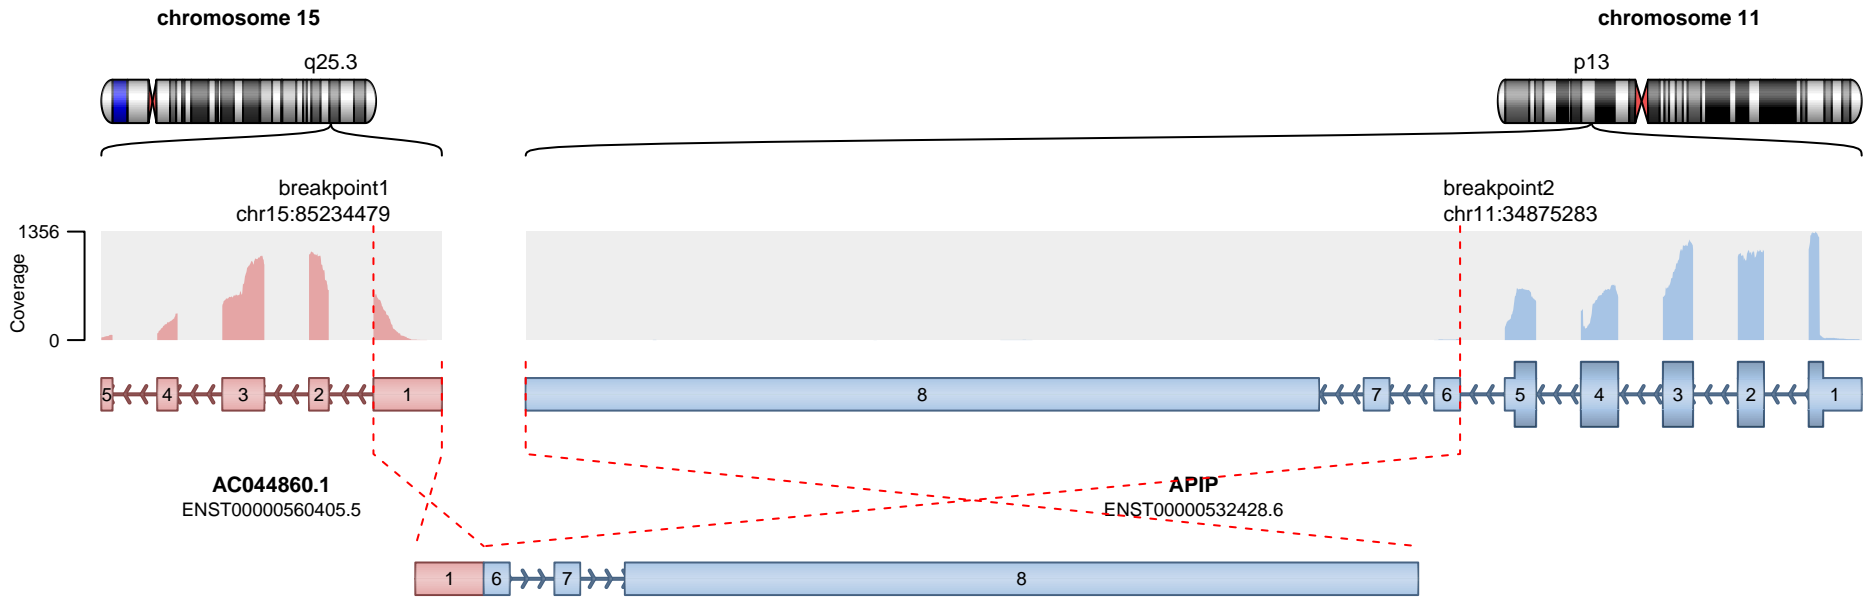 chromosome 15
chromosome 11
q25.3
p13
breakpoint1
chr15:85234479
breakpoint2
chr11:34875283
1356
Coverage
0
5 4 3 2 1
8 7 6 5 4 3 2 1
AC044860.1
ENST00000560405.5
APIP
ENST00000532428.6
1 6 7 8